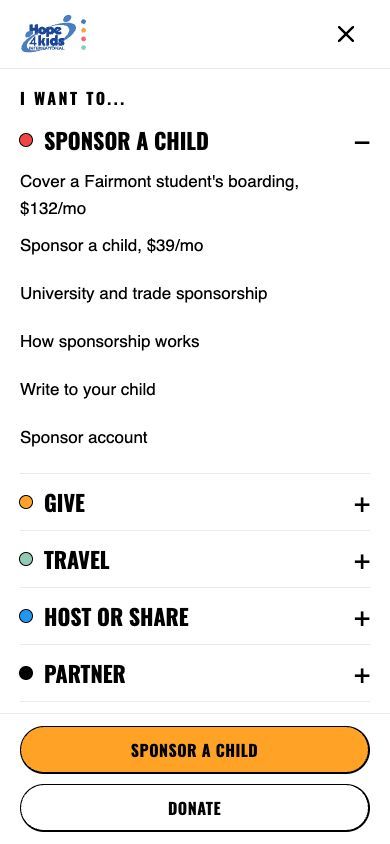 Hope
4kids
INTERNATIONAL
I WANT TO...
SPONSOR A CHILD
Cover a Fairmont student's boarding,
$132/mo
Sponsor a child, $39/mo
University and trade sponsorship
How sponsorship works
Write to your child
Sponsor account
GIVE
TRAVEL
HOST OR SHARE
PARTNER
SPONSOR A CHILD
DONATE